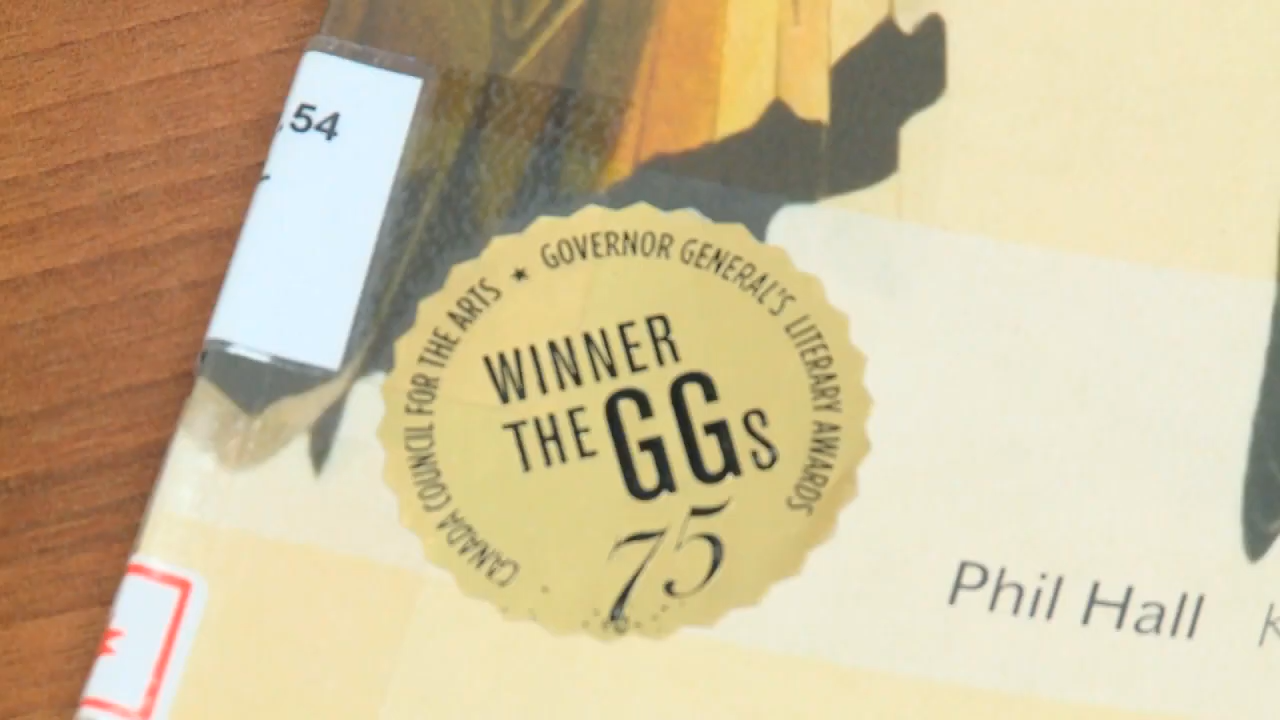 .54
CANADA COUNCIL FOR THE ARTS ★ GOVERNOR GENERAL'S LITERARY AWARDS
WINNER
THE GGs
75
Phil Hall